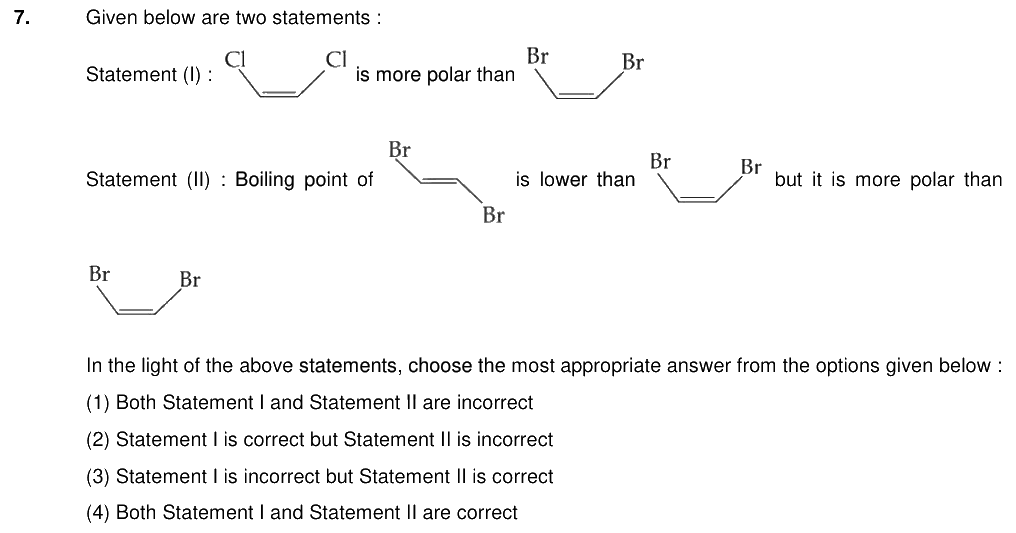 7. Given below are two statements :
Cl Cl Br Br
Statement (I) : is more polar than
Br Br Br
Statement (II) : Boiling point of is lower than but it is more polar than
Br
Br Br
In the light of the above statements, choose the most appropriate answer from the options given below :
(1) Both Statement I and Statement II are incorrect
(2) Statement I is correct but Statement II is incorrect
(3) Statement I is incorrect but Statement II is correct
(4) Both Statement I and Statement II are correct